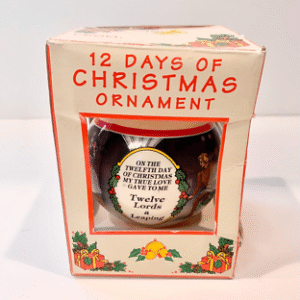 12 DAYS OF
CHRISTMAS
ORNAMENT
ON THE
TWELFTH DAY
OF CHRISTMAS
MY TRUE LOVE
GAVE TO ME
Twelve
Lords
a
Leaping